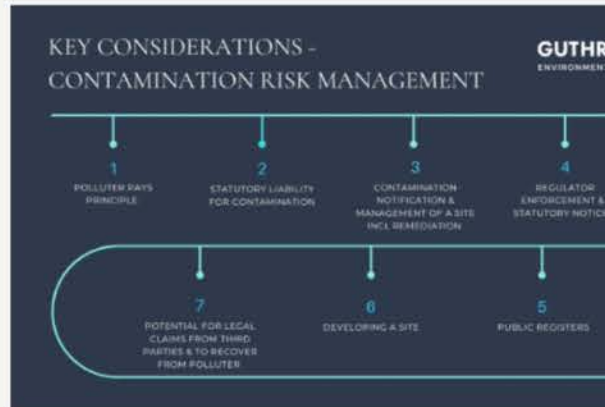 KEY CONSIDERATIONS -
CONTAMINATION RISK MANAGEMENT
GUTHR
ENVIRONMENT
1
POLLUTER PAYS
PRINCIPLE
2
STATUTORY LIABILITY
FOR CONTAMINATION
3
CONTAMINATION
NOTIFICATION &
MANAGEMENT OF A SITE
INCL REMEDIATION
4
REGULATOR
ENFORCEMENT &
STATUTORY NOTIC
5
PUBLIC REGISTERS
6
DEVELOPING A SITE
7
POTENTIAL FOR LEGAL
CLAIMS FROM THIRD
PARTIES & TO RECOVER
FROM POLLUTER